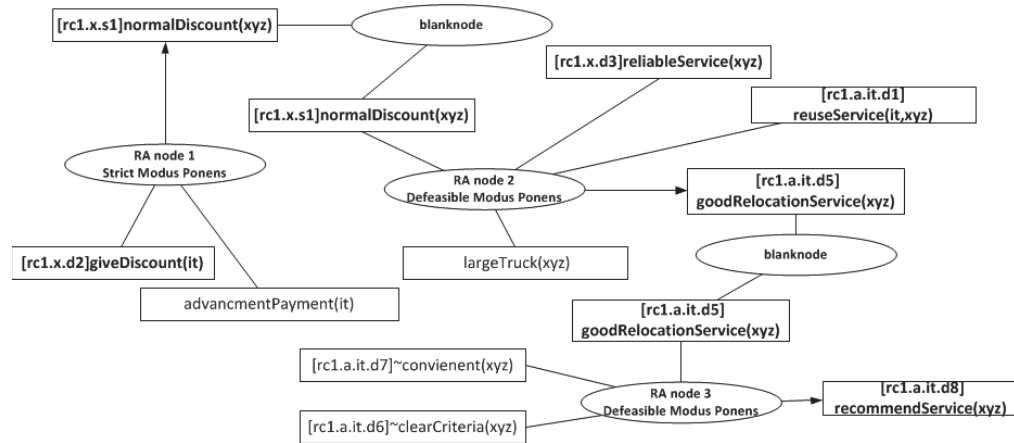 [rc1.x.s1]normalDiscount(xyz)
blanknode
[rc1.x.d3]reliableService(xyz)
[rc1.a.it.d1]
reuseService(it,xyz)
[rc1.x.s1]normalDiscount(xyz)
RA node 1
Strict Modus Ponens
RA node 2
Defeasible Modus Ponens
[rc1.a.it.d5]
goodRelocationService(xyz)
[rc1.x.d2]giveDiscount(it)
largeTruck(xyz)
blanknode
advancmentPayment(it)
[rc1.a.it.d5]
goodRelocationService(xyz)
[rc1.a.it.d7]~convienent(xyz)
RA node 3
Defeasible Modus Ponens
[rc1.a.it.d8]
recommendService(xyz)
[rc1.a.it.d6]~clearCriteria(xyz)